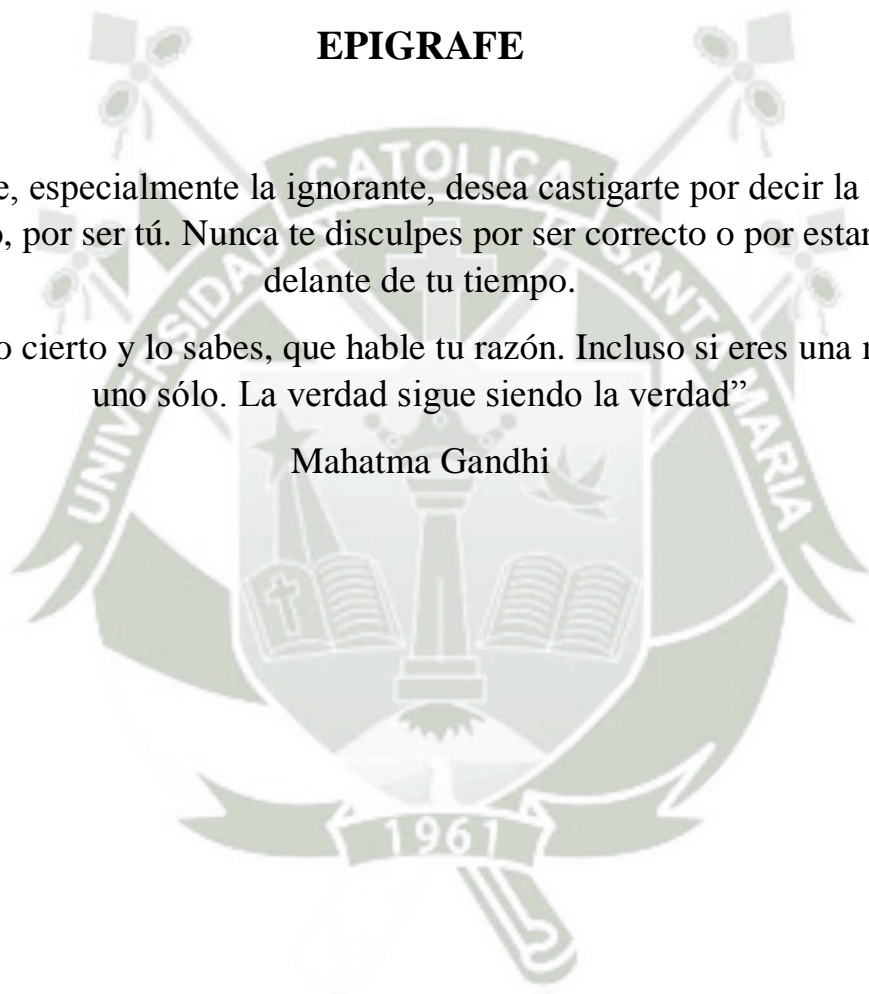 EPIGRAFE
CATOLICA
UNIVERSIDAD SANTA MARIA
e, especialmente la ignorante, desea castigarte por decir la
o, por ser tú. Nunca te disculpes por ser correcto o por estar
delante de tu tiempo.
o cierto y lo sabes, que hable tu razón. Incluso si eres una
uno sólo. La verdad sigue siendo la verdad”
Mahatma Gandhi
1961